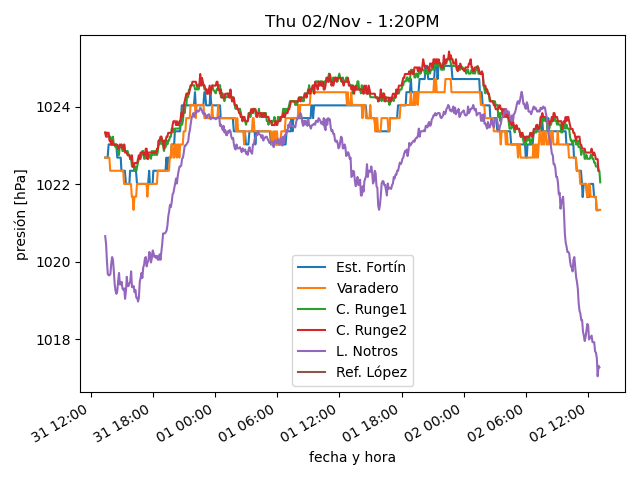 Thu 02/Nov - 1:20PM
presión [hPa]
1024
1022
1020
1018
Est. Fortín
Varadero
C. Runge1
C. Runge2
L. Notros
Ref. López
31 12:00
31 18:00
01 00:00
01 06:00
01 12:00
01 18:00
02 00:00
02 06:00
02 12:00
fecha y hora